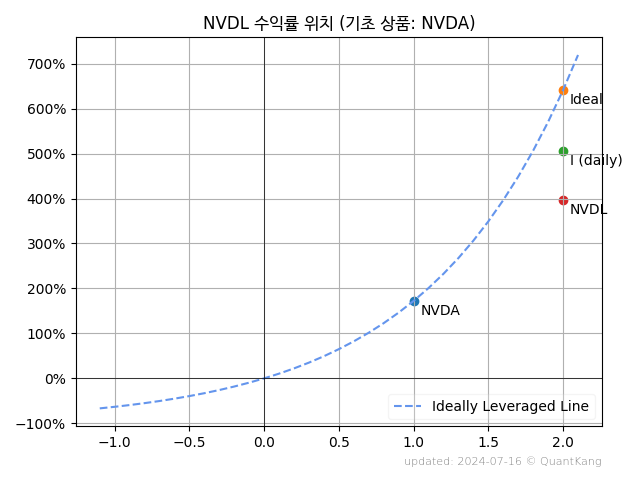 NVDL 수익률 위치 (기초 상품: NVDA)
700%
600%
500%
400%
300%
200%
100%
0%
−100%
Ideal
I (daily)
NVDL
NVDA
Ideally Leveraged Line
−1.0 −0.5 0.0 0.5 1.0 1.5 2.0
updated: 2024-07-16 © QuantKang